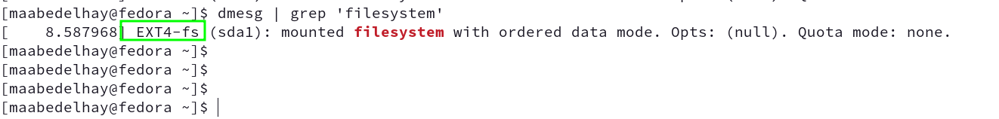 [maabedelhay@fedora ~]$ dmesg | grep 'filesystem'
[    8.587968] EXT4-fs (sda1): mounted filesystem with ordered data mode. Opts: (null). Quota mode: none.
[maabedelhay@fedora ~]$
[maabedelhay@fedora ~]$
[maabedelhay@fedora ~]$
[maabedelhay@fedora ~]$